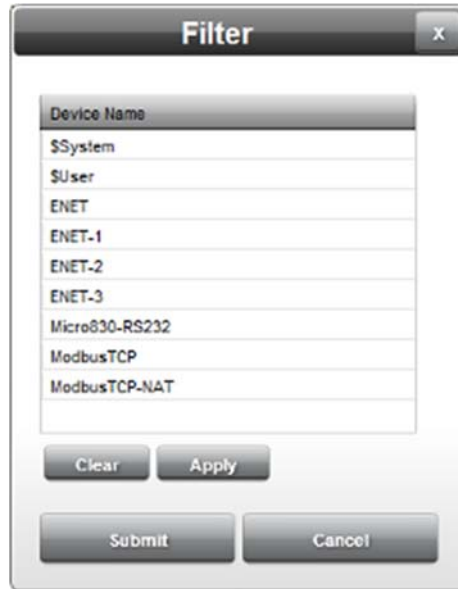 Filter
x
Device Name
$System
$User
ENET
ENET-1
ENET-2
ENET-3
Micro830-RS232
ModbusTCP
ModbusTCP-NAT
Clear Apply
Submit Cancel